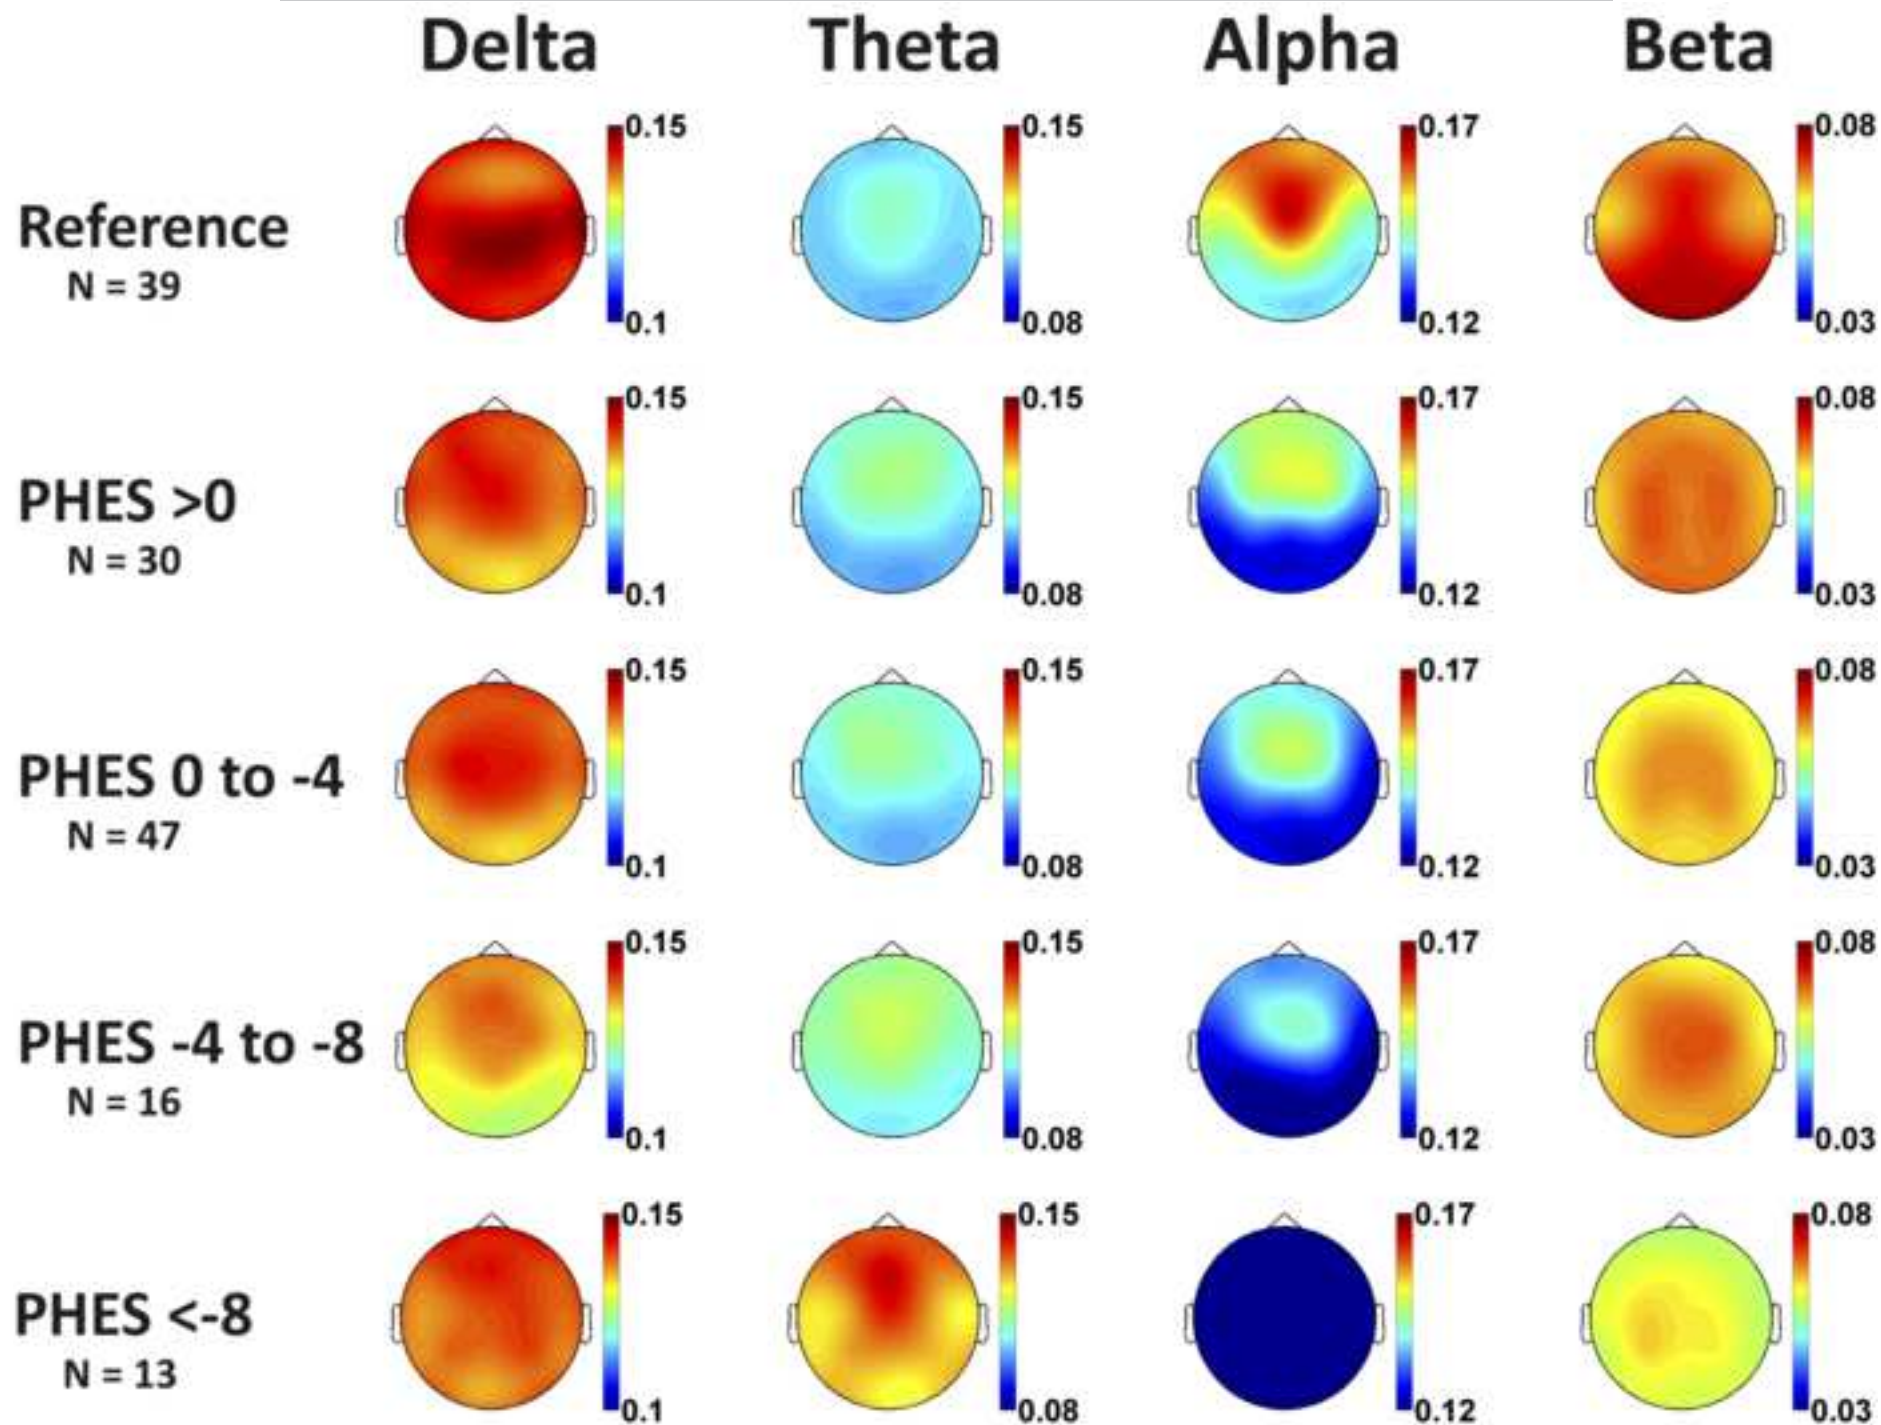 Delta Theta Alpha Beta
0.15 0.15 0.17 0.08
Reference
N = 39
0.1 0.08 0.12 0.03
0.15 0.15 0.17 0.08
PHES >0
N = 30
0.1 0.08 0.12 0.03
0.15 0.15 0.17 0.08
PHES 0 to -4
N = 47
0.1 0.08 0.12 0.03
0.15 0.15 0.17 0.08
PHES -4 to -8
N = 16
0.1 0.08 0.12 0.03
0.15 0.15 0.17 0.08
PHES <-8
N = 13
0.1 0.08 0.12 0.03